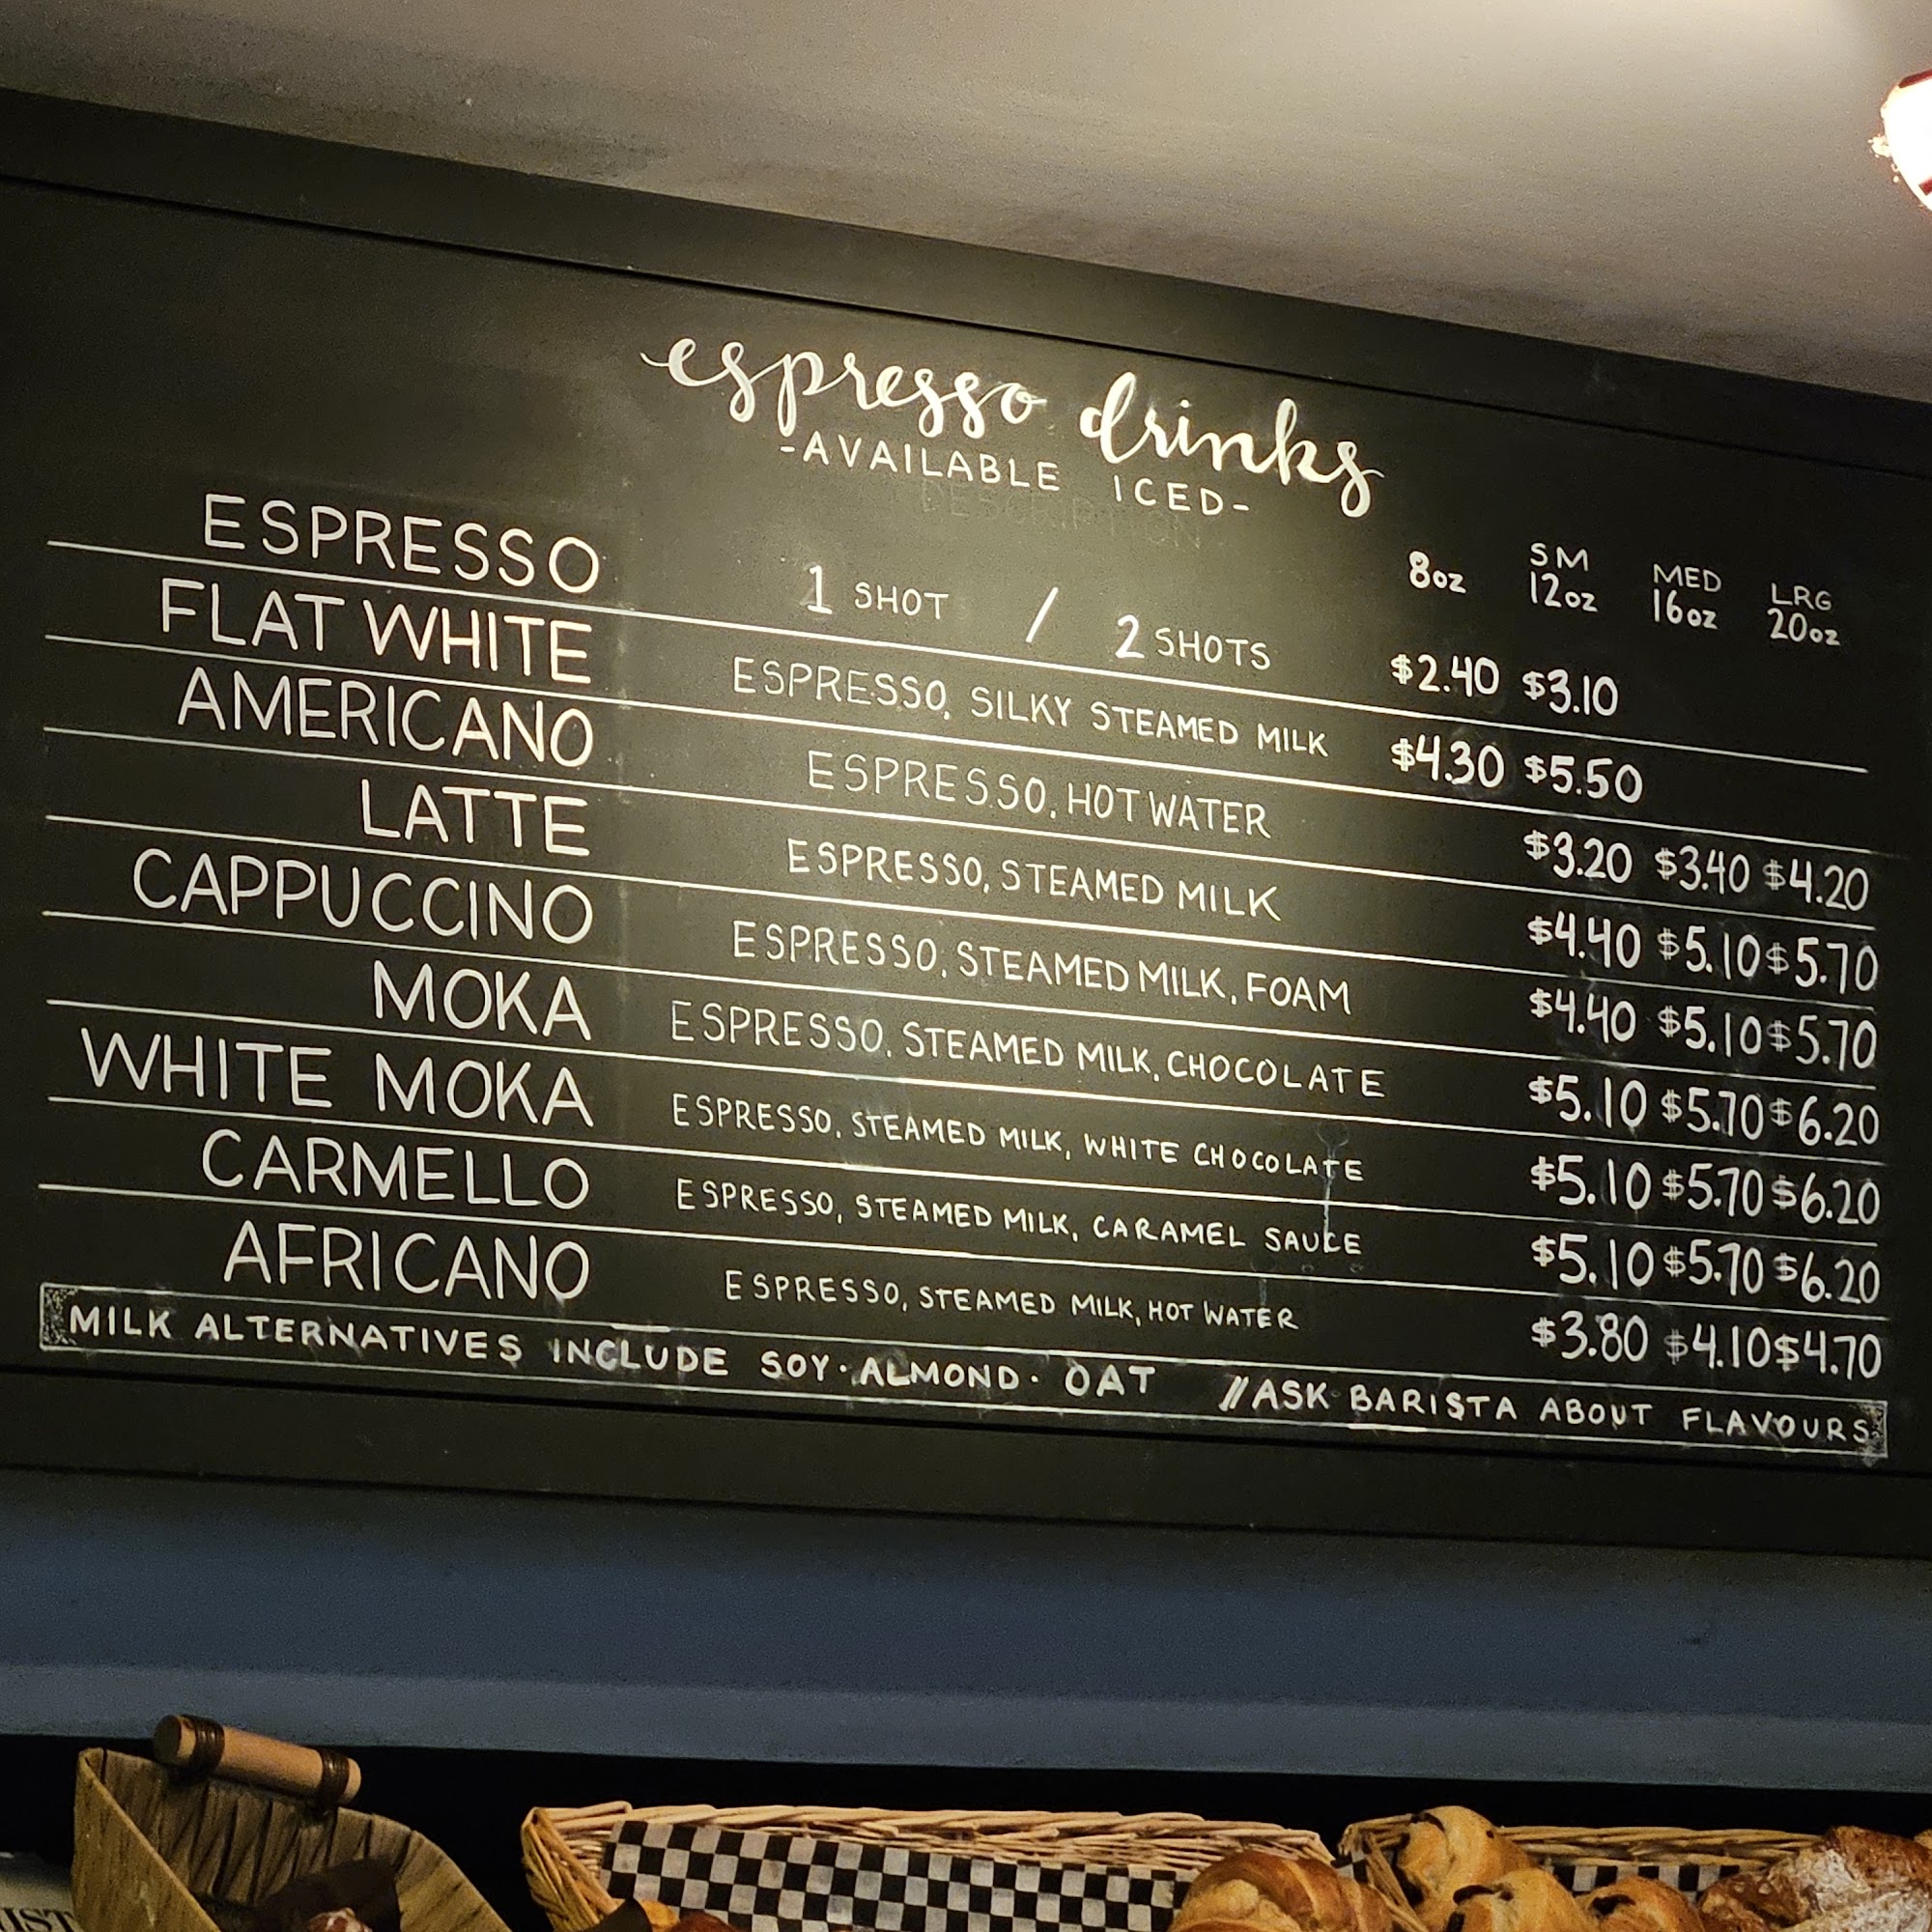 espresso drinks
-AVAILABLE ICED-
8oz SM 12oz MED 16oz LRG 20oz
ESPRESSO 1 SHOT / 2 SHOTS $2.40 $3.10
FLAT WHITE ESPRESSO, SILKY STEAMED MILK $4.30 $5.50
AMERICANO ESPRESSO, HOT WATER $3.20 $3.40 $4.20
LATTE ESPRESSO, STEAMED MILK $4.40 $5.10 $5.70
CAPPUCCINO ESPRESSO, STEAMED MILK, FOAM $4.40 $5.10 $5.70
MOKA ESPRESSO, STEAMED MILK, CHOCOLATE $5.10 $5.70 $6.20
WHITE MOKA ESPRESSO, STEAMED MILK, WHITE CHOCOLATE $5.10 $5.70 $6.20
CARMELLO ESPRESSO, STEAMED MILK, CARAMEL SAUCE $5.10 $5.70 $6.20
AFRICANO ESPRESSO, STEAMED MILK, HOT WATER $3.80 $4.10 $4.70
MILK ALTERNATIVES INCLUDE SOY · ALMOND · OAT // ASK BARISTA ABOUT FLAVOURS